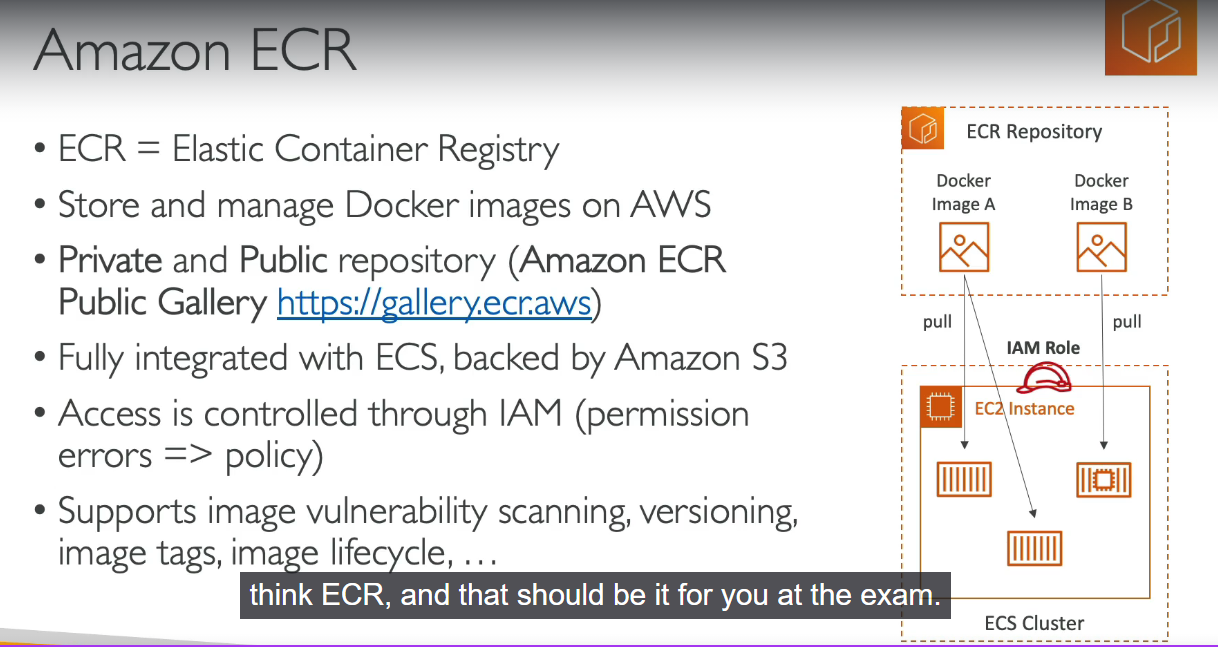 Amazon ECR
• ECR = Elastic Container Registry
• Store and manage Docker images on AWS
• Private and Public repository (Amazon ECR
Public Gallery https://gallery.ecr.aws)
• Fully integrated with ECS, backed by Amazon S3
• Access is controlled through IAM (permission
errors => policy)
• Supports image vulnerability scanning, versioning,
image tags, image lifecycle, …
think ECR, and that should be it for you at the exam.
ECR Repository
Docker
Image A
Docker
Image B
pull
pull
IAM Role
EC2 Instance
ECS Cluster